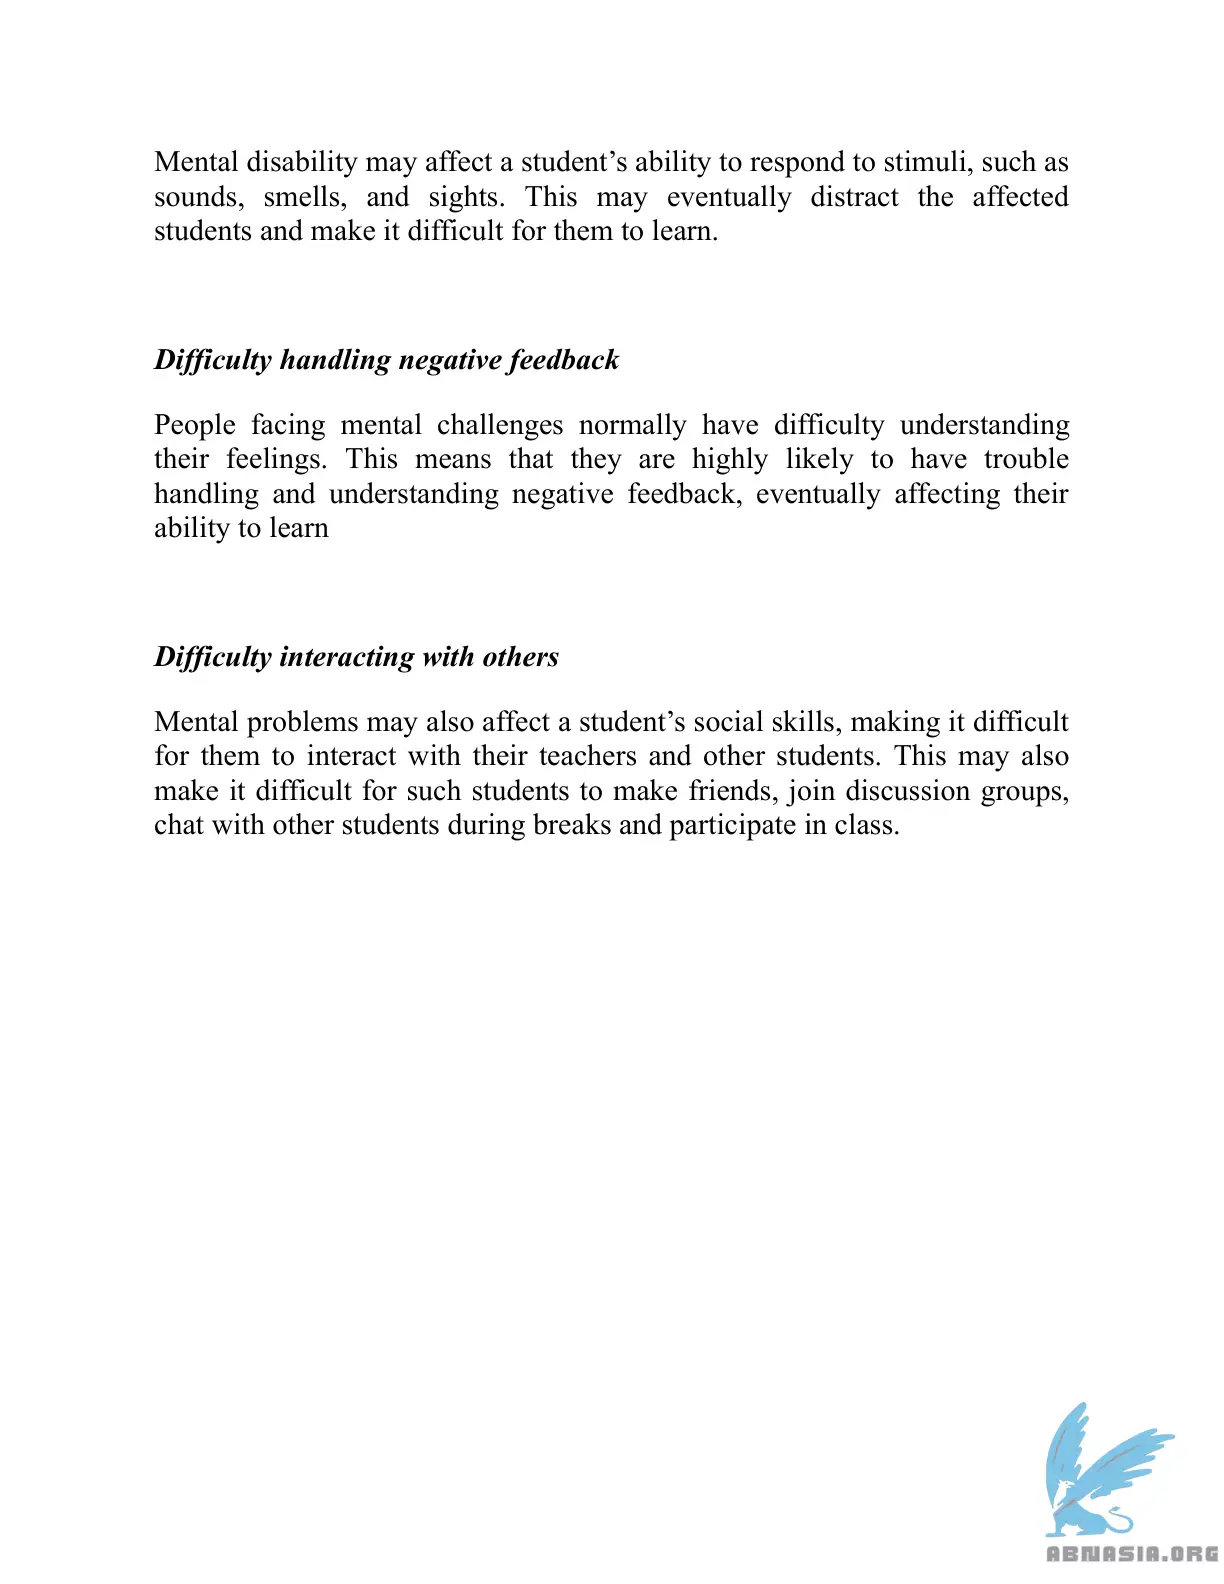 Mental disability may affect a student’s ability to respond to stimuli, such as
sounds, smells, and sights. This may eventually distract the affected
students and make it difficult for them to learn.
Difficulty handling negative feedback
People facing mental challenges normally have difficulty understanding
their feelings. This means that they are highly likely to have trouble
handling and understanding negative feedback, eventually affecting their
ability to learn
Difficulty interacting with others
Mental problems may also affect a student’s social skills, making it difficult
for them to interact with their teachers and other students. This may also
make it difficult for such students to make friends, join discussion groups,
chat with other students during breaks and participate in class.
ABNASIA.ORG